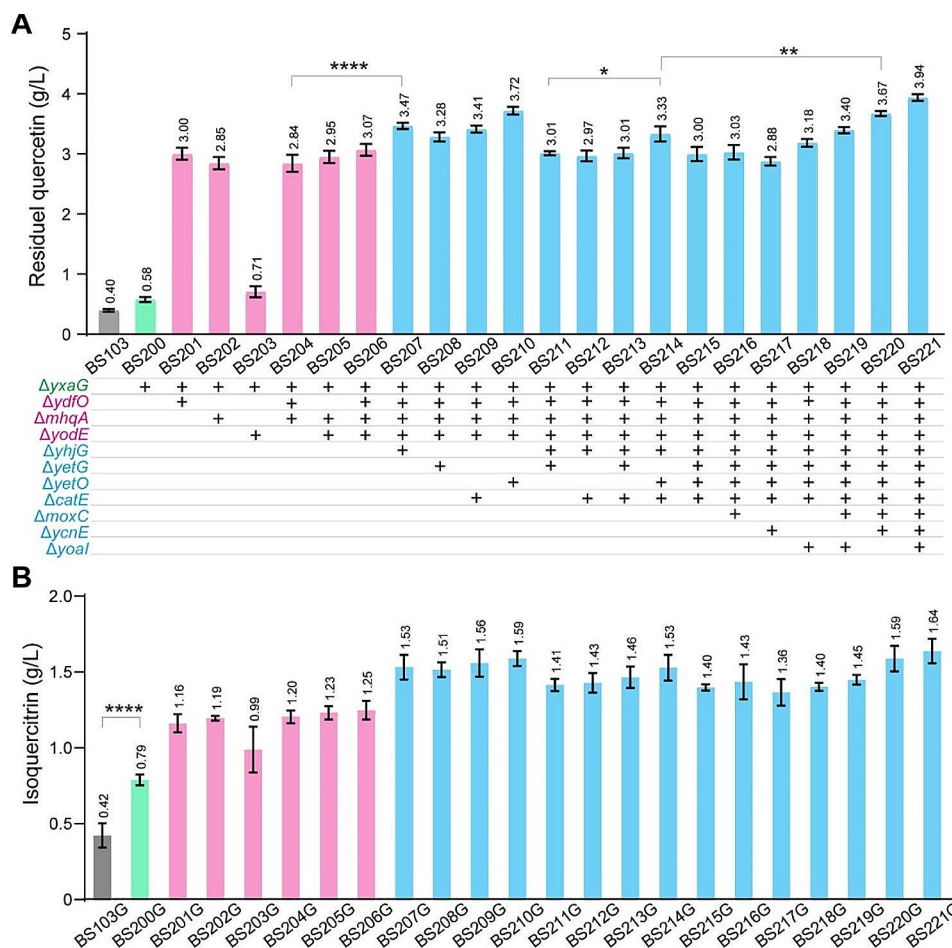 A
Residuel quercetin (g/L)
5
4
3
2
1
0
****
*
**
0.40
0.58
3.00
2.85
0.71
2.84
2.95
3.07
3.47
3.28
3.41
3.72
3.01
2.97
3.01
3.33
3.00
3.03
2.88
3.18
3.40
3.67
3.94
BS103
BS200
BS201
BS202
BS203
BS204
BS205
BS206
BS207
BS208
BS209
BS210
BS211
BS212
BS213
BS214
BS215
BS216
BS217
BS218
BS219
BS220
BS221
ΔyxaG + + + + + + + + + + + + + + + + + + + + + +
ΔydfO + + + + + + + + + + + + + + + + + +
ΔmhqA + + + + + + + + + + + + + + + + + + + +
ΔyodE + + + + + + + + + + + + + + + + + +
ΔyhjG + + + + + + + + + + + +
ΔyetG + + + + + + + + + +
ΔyetO + + + + + + + + +
ΔcatE + + + + + + + + + + +
ΔmoxC + + + +
ΔycnE + + +
ΔyoaI + + +
B
Isoquercitrin (g/L)
2.0
1.5
1.0
0.5
0
****
0.42
0.79
1.16
1.19
0.99
1.20
1.23
1.25
1.53
1.51
1.56
1.59
1.41
1.43
1.46
1.53
1.40
1.43
1.36
1.40
1.45
1.59
1.64
BS103G
BS200G
BS201G
BS202G
BS203G
BS204G
BS205G
BS206G
BS207G
BS208G
BS209G
BS210G
BS211G
BS212G
BS213G
BS214G
BS215G
BS216G
BS217G
BS218G
BS219G
BS220G
BS221G